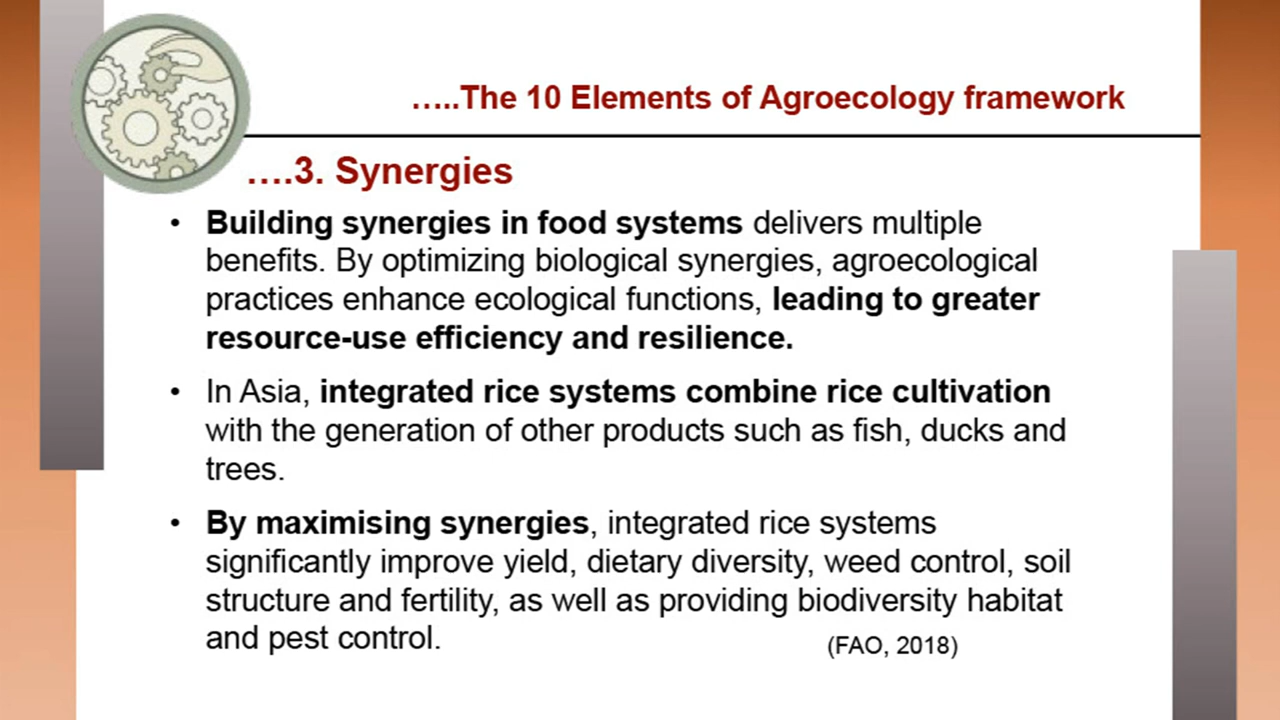 …..The 10 Elements of Agroecology framework
….3. Synergies
• Building synergies in food systems delivers multiple
benefits. By optimizing biological synergies, agroecological
practices enhance ecological functions, leading to greater
resource-use efficiency and resilience.
• In Asia, integrated rice systems combine rice cultivation
with the generation of other products such as fish, ducks and
trees.
• By maximising synergies, integrated rice systems
significantly improve yield, dietary diversity, weed control, soil
structure and fertility, as well as providing biodiversity habitat
and pest control.
(FAO, 2018)